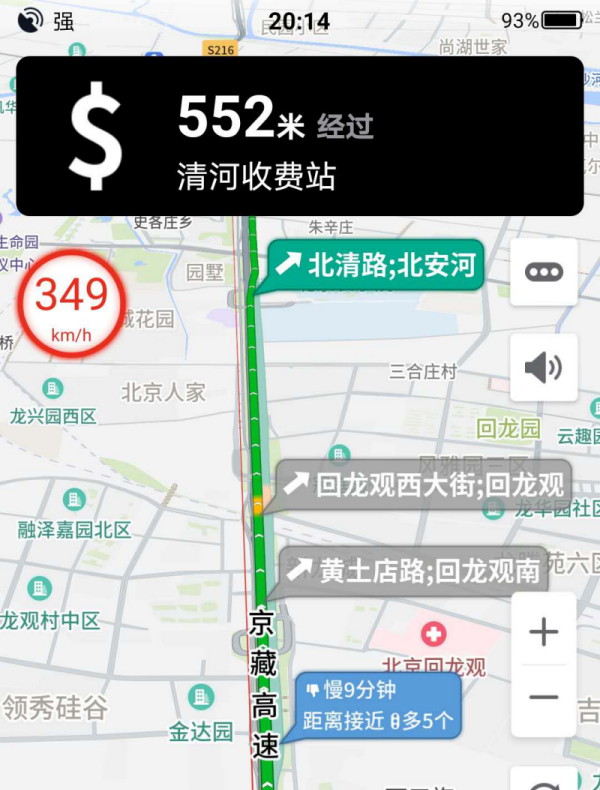 强
20:14
93%
S216
尚湖世家
552米 经过
清河收费站
史各庄乡
朱辛庄
生命园
园墅
北清路;北安河
349
km/h
城花园
三合庄村
北京人家
龙兴园西区
回龙园
云趣园
回龙观西大街;回龙观
融泽嘉园北区
龙华园社区
黄土店路;回龙观南
苑六区
龙观村中区
北京回龙观
京藏高速
慢9分钟
距离接近 多5个
领秀硅谷
金达园